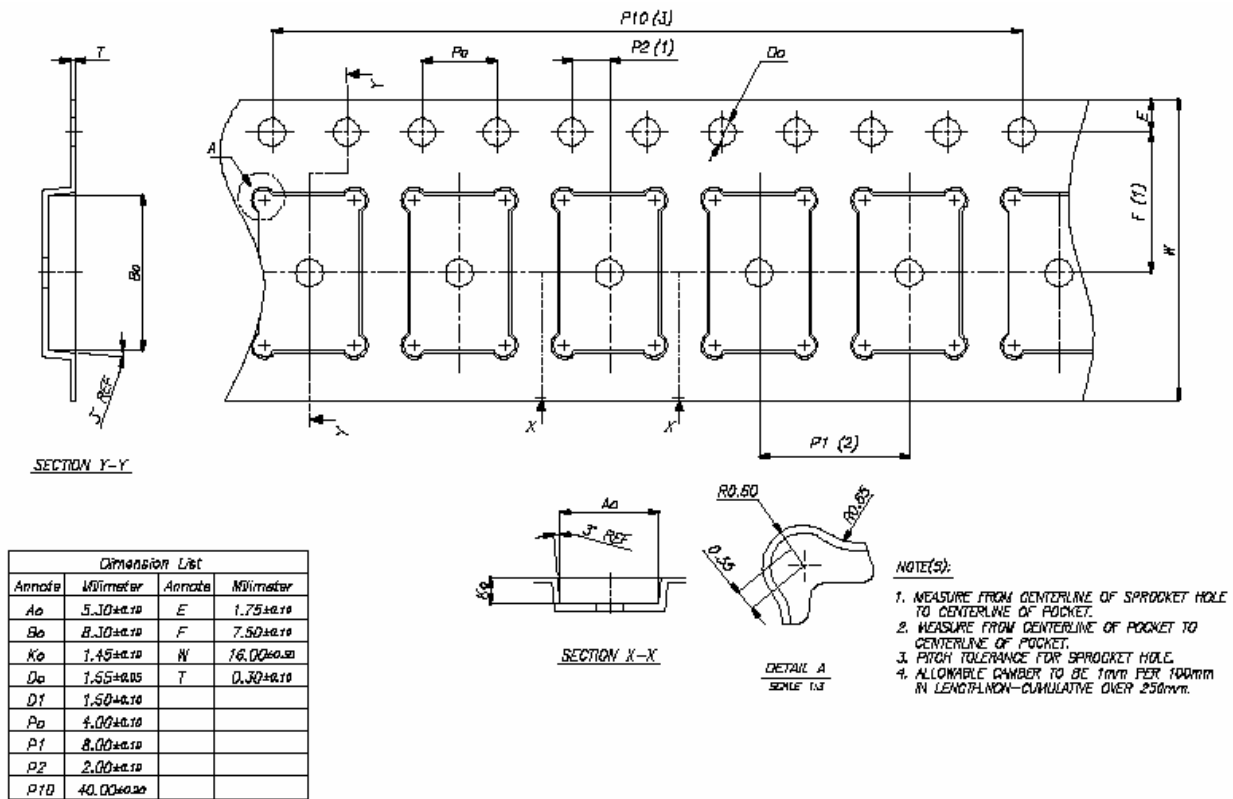 P10 (3)
T
Po
P2 (1)
Do
Y
E
A
F (1)
W
Bo
3° REF
X
X
Y
P1 (2)
SECTION Y-Y
Ao
3° REF
Ko
SECTION X-X
R0.60
0.55
DETAIL A
SCALE 1:3
NOTE(S):
1. MEASURE FROM CENTERLINE OF SPROCKET HOLE
TO CENTERLINE OF POCKET.
2. MEASURE FROM CENTERLINE OF POCKET TO
CENTERLINE OF POCKET.
3. PITCH TOLERANCE FOR SPROCKET HOLE.
4. ALLOWABLE CAMBER TO BE 1mm PER 100mm
IN LENGTH,NON-CUMULATIVE OVER 250mm.
Dimension List
Annote Milimeter Annote Milimeter
Ao 5.30±0.10 E 1.75±0.10
Bo 8.30±0.10 F 7.50±0.10
Ko 1.45±0.10 W 16.00±0.30
Do 1.55±0.05 T 0.30±0.10
D1 1.50±0.10
Po 4.00±0.10
P1 8.00±0.10
P2 2.00±0.10
P10 40.00±0.20